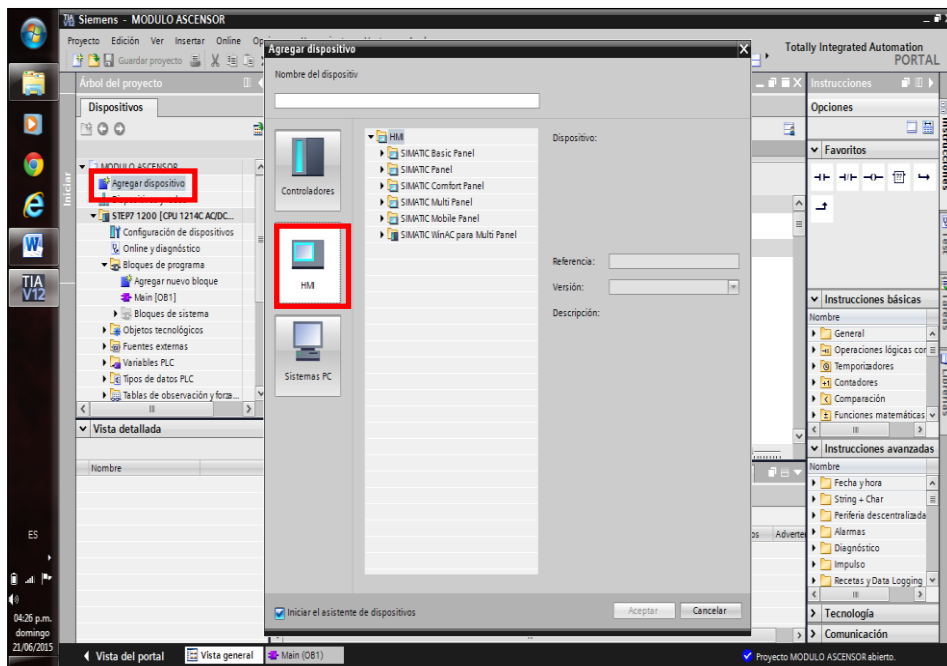 Siemens - MODULO ASCENSOR
Proyecto Edición Ver Insertar Online
Guardar proyecto
Totally Integrated Automation
PORTAL
Árbol del proyecto
Dispositivos
MODULO ASCENSOR
Agregar dispositivo
STEP7 1200 [CPU 1214C AC/DC...
Configuración de dispositivos
Online y diagnóstico
Bloques de programa
Agregar nuevo bloque
Main [OB1]
Bloques de sistema
Objetos tecnológicos
Fuentes externas
Variables PLC
Tipos de datos PLC
Tablas de observación y forza...
Vista detallada
Nombre
Iniciar
Agregar dispositivo
Nombre del dispositiv
Controladores
HMI
Sistemas PC
HMI
SIMATIC Basic Panel
SIMATIC Panel
SIMATIC Comfort Panel
SIMATIC Multi Panel
SIMATIC Mobile Panel
SIMATIC WinAC para Multi Panel
Dispositivo:
Referencia:
Versión:
Descripción:
Iniciar el asistente de dispositivos
Aceptar
Cancelar
Instrucciones
Opciones
Favoritos
Instrucciones básicas
Nombre
General
Operaciones lógicas con
Temporizadores
Contadores
Comparación
Funciones matemáticas
Instrucciones avanzadas
Nombre
Fecha y hora
String + Char
Periferia descentralizada
Alarmas
Diagnóstico
Impulso
Recetas y Data Logging
Tecnología
Comunicación
Instrucciones
Test
Tareas
Librerías
TIA
V12
ES
04:26 p.m.
domingo
21/06/2015
Vista del portal
Vista general
Main (OB1)
Proyecto MODULO ASCENSOR abierto.